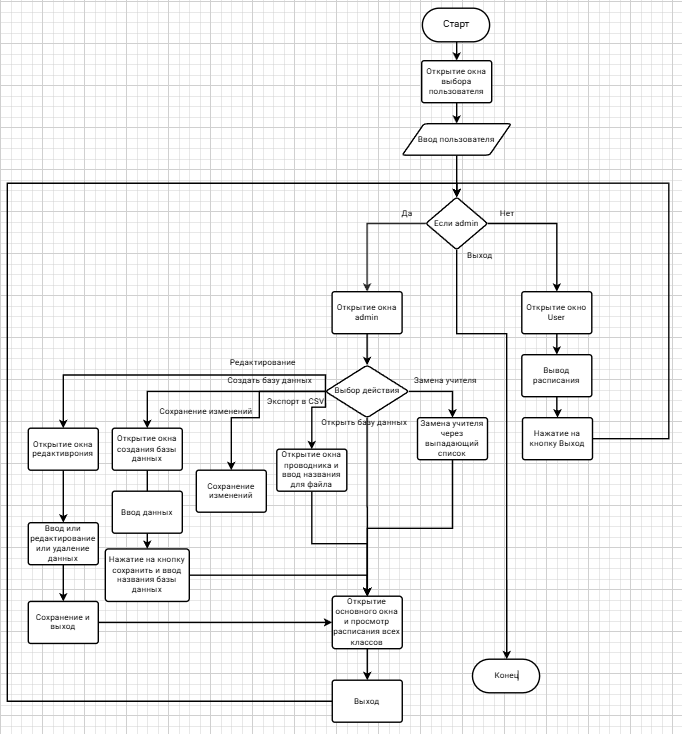 Старт
Открытие окна
выбора
пользователя
Ввод пользователя
Да
Если admin
Нет
Выход
Открытие окна
admin
Открытие окно
User
Вывод
расписания
Нажатие на
кнопку Выход
Редактирование
Создать базу данных
Сохранение изменений
Экспорт в CSV
Выбор действия
Замена учителя
Открыть базу данных
Открытие окна
редактиврония
Открытие окна
создания базы
данных
Сохранение
изменений
Открытие окна
проводника и
ввод названия
для файла
Замена учителя
через
выпадающий
список
Ввод или
редактирование
или удаление
данных
Ввод данных
Нажатие на кнопку
сохранить и ввод
названия базы
данных
Сохранение и
выход
Открытие
основного окна
и просмотр
расписания всех
классов
Выход
Конец